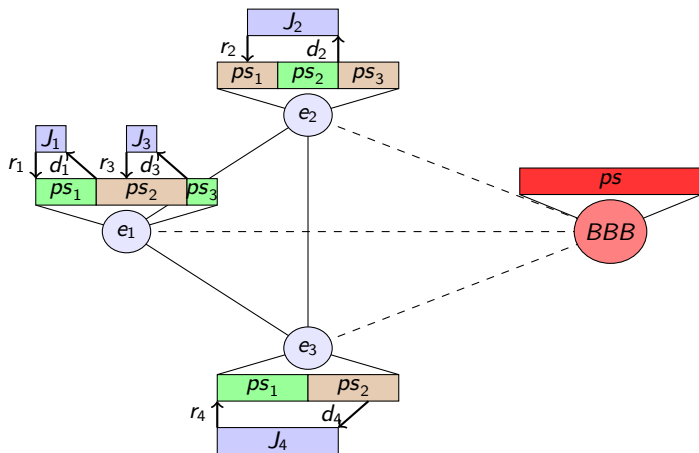 J₂
r₂ d₂
ps₁ ps₂ ps₃
e₂
J₁ J₃
r₁ d₁ r₃ d₃
ps₁ ps₂ ps₃
e₁
ps
BBB
e₃
ps₁ ps₂
r₄ d₄
J₄